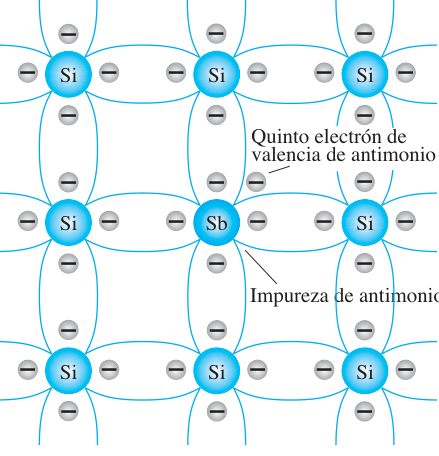 Si Si Si
Quinto electrón de
valencia de antimonio
Si Sb Si
Impureza de antimonio
Si Si Si